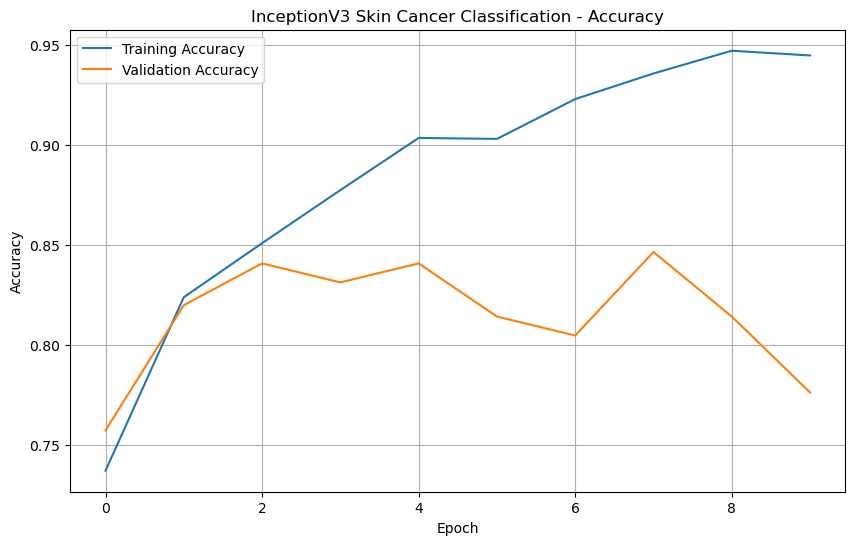 InceptionV3 Skin Cancer Classification - Accuracy
Training Accuracy
Validation Accuracy
0.95
0.90
0.85
0.80
0.75
Accuracy
0 2 4 6 8
Epoch